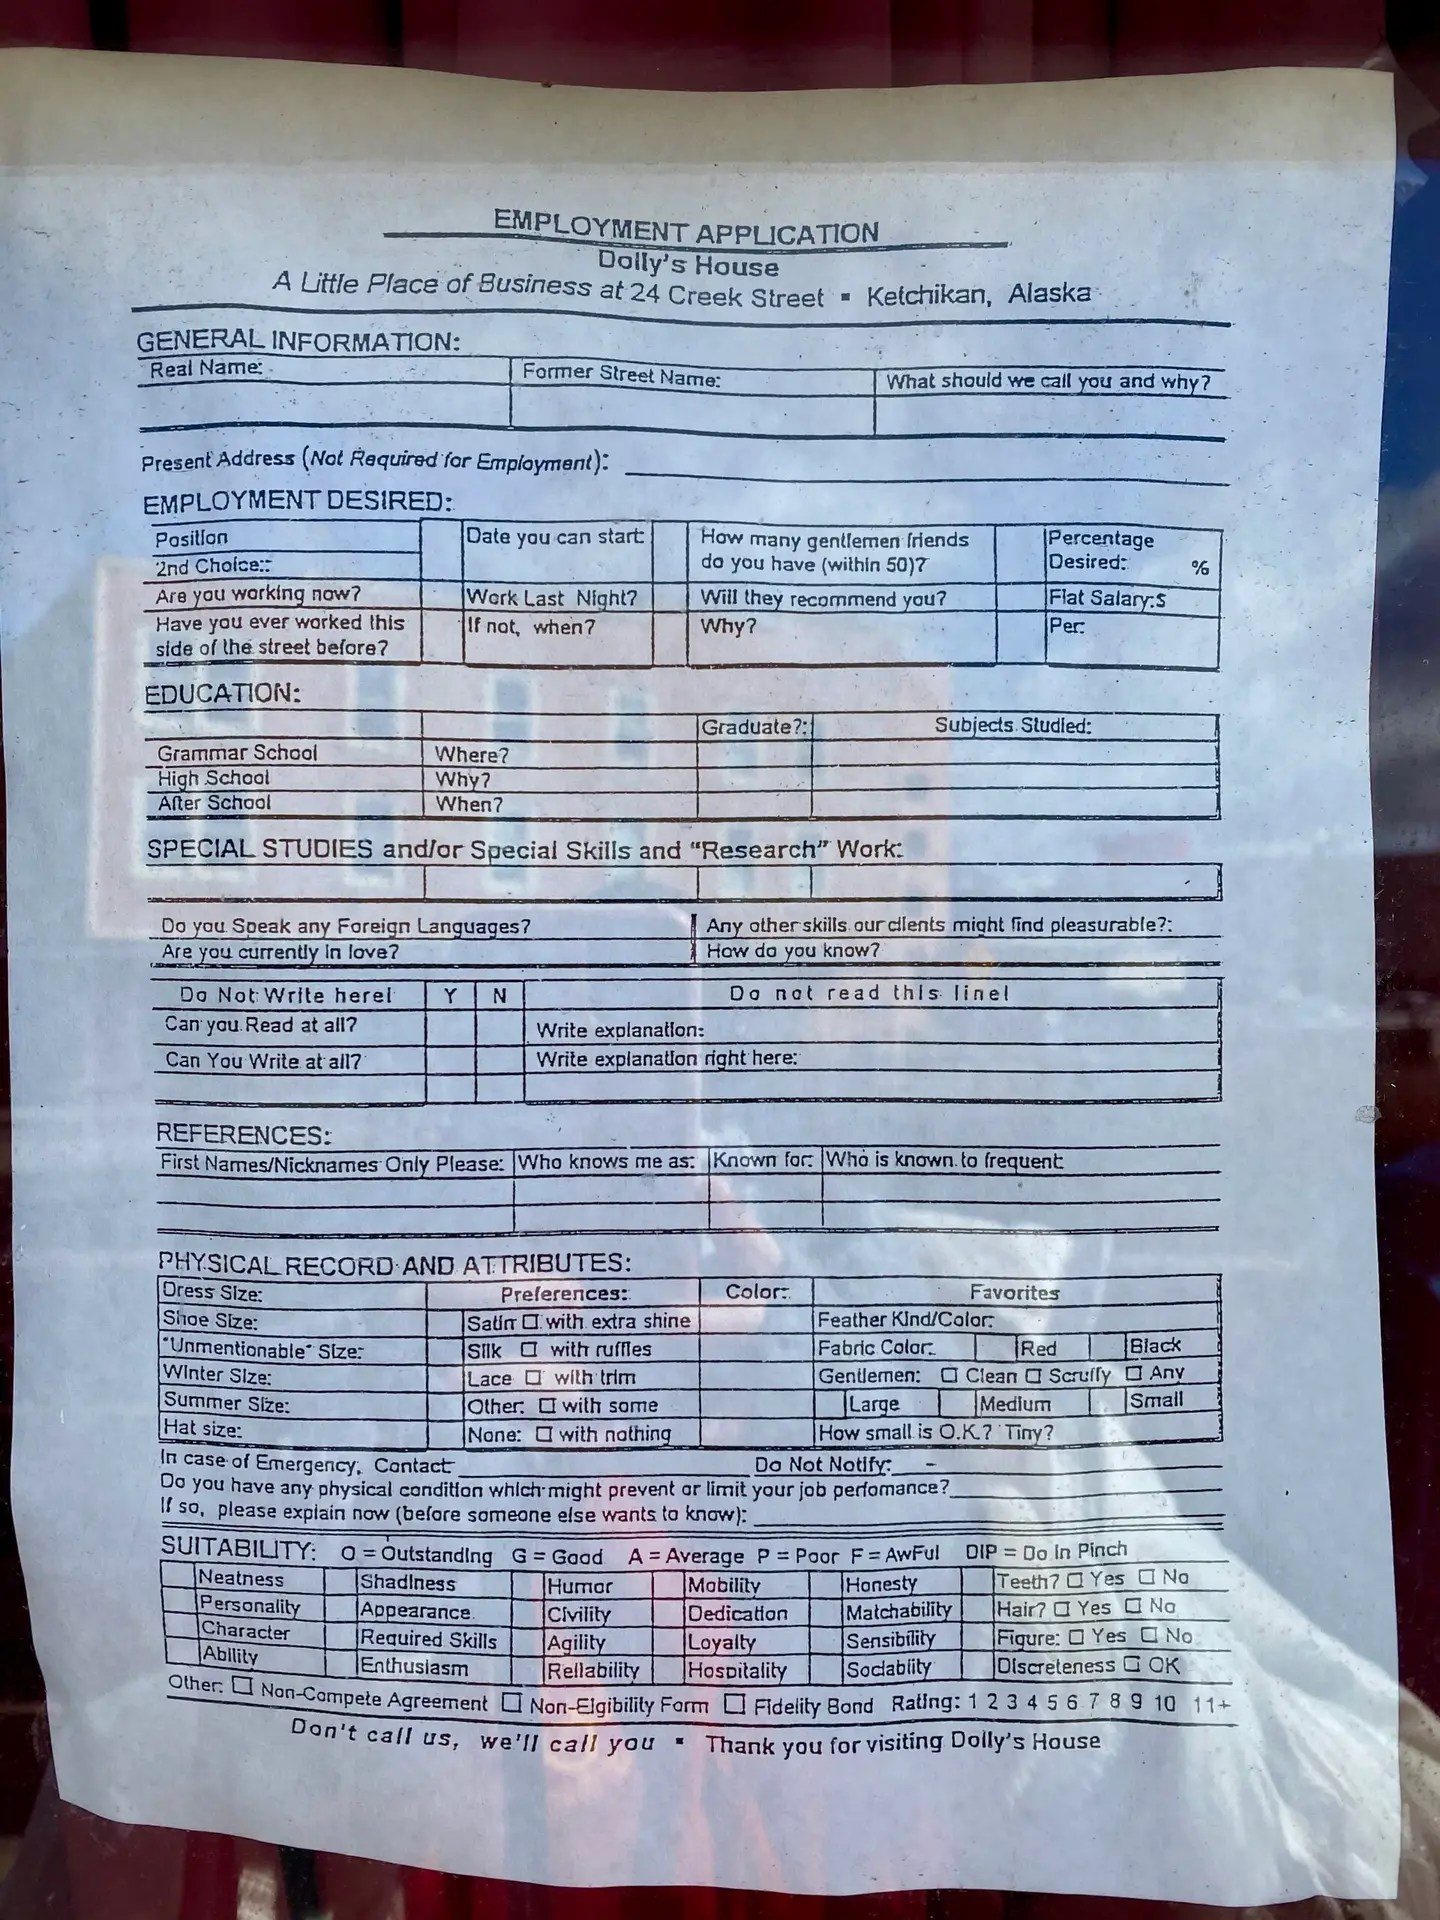 EMPLOYMENT APPLICATION
Dolly's House
A Little Place of Business at 24 Creek Street ▪ Ketchikan, Alaska
GENERAL INFORMATION:
Real Name: Former Street Name: What should we call you and why?
Present Address (Not Required for Employment):
EMPLOYMENT DESIRED:
Position Date you can start: How many gentlemen friends Percentage
2nd Choice:: do you have (within 50)? Desired: %
Are you working now? Work Last Night? Will they recommend you? Flat Salary:$
Have you ever worked this If not, when? Why? Per:
side of the street before?
EDUCATION:
Graduate?: Subjects Studied:
Grammar School Where?
High School Why?
After School When?
SPECIAL STUDIES and/or Special Skills and "Research" Work:
Do you Speak any Foreign Languages? Any other skills our clients might find pleasurable?:
Are you currently in love? How do you know?
Do Not Write here! Y N Do not read this line!
Can you Read at all? Write explanation:
Can You Write at all? Write explanation right here:
REFERENCES:
First Names/Nicknames Only Please: Who knows me as: Known for: Who is known to frequent
PHYSICAL RECORD AND ATTRIBUTES:
Dress Size: Preferences: Color: Favorites
Shoe Size: Satin ☐ with extra shine Feather Kind/Color:
"Unmentionable" Size: Silk ☐ with ruffles Fabric Color: Red Black
Winter Size: Lace ☐ with trim Gentlemen: ☐ Clean ☐ Scruffy ☐ Any
Summer Size: Other: ☐ with some Large Medium Small
Hat size: None: ☐ with nothing How small is O.K.? Tiny?
In case of Emergency, Contact: Do Not Notify:
Do you have any physical condition which might prevent or limit your job perfomance?
If so, please explain now (before someone else wants to know):
SUITABILITY: O = Outstanding G = Good A = Average P = Poor F = AwFul DIP = Do In Pinch
Neatness Shadiness Humor Mobility Honesty Teeth? ☐ Yes ☐ No
Personality Appearance Civility Dedication Matchability Hair? ☐ Yes ☐ No
Character Required Skills Agility Loyalty Sensibility Figure: ☐ Yes ☐ No
Ability Enthusiasm Reliability Hospitality Sociablity Discreteness ☐ OK
Other: ☐ Non-Compete Agreement ☐ Non-Elgibility Form ☐ Fidelity Bond Rating: 1 2 3 4 5 6 7 8 9 10 11+
Don't call us, we'll call you ▪ Thank you for visiting Dolly's House